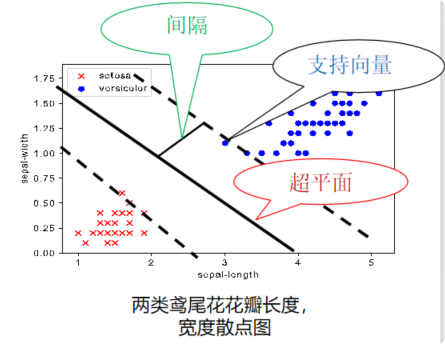 间隔
支持向量
超平面
setosa
versicolor
1.75
1.50
1.25
1.00
0.75
0.50
0.25
0.00
sepal-width
1
2
3
4
5
sepal-length
两类鸢尾花花瓣长度，
宽度散点图